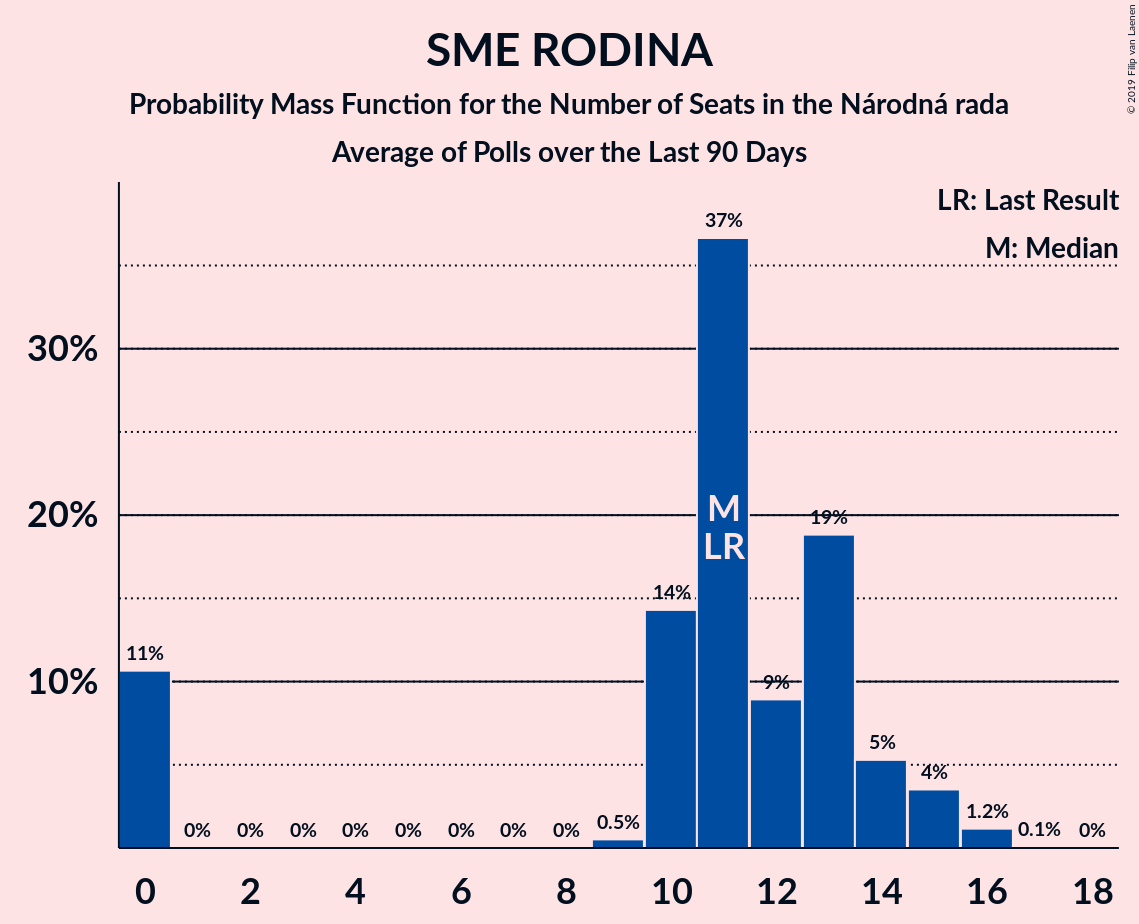 SME RODINA
Probability Mass Function for the Number of Seats in the Národná rada
Average of Polls over the Last 90 Days
© 2019 Filip van Laenen
LR: Last Result
M: Median
37%
30%
M
20%
19%
LR
14%
11%
10%
9%
5%
4%
1.2%
0.5%
0.1%
0%
0%
0%
0%
0%
0%
0%
0%
0%
0 2 4 6 8 10 12 14 16 18